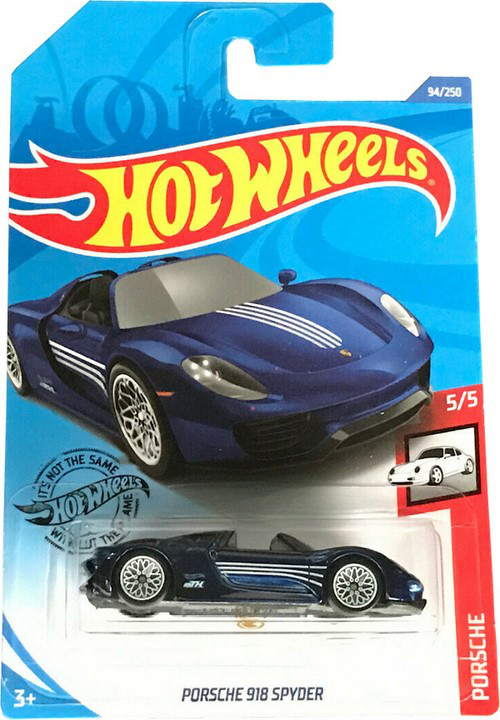 94/250
HOT WHEELS
5/5
IT'S NOT THE SAME
HOT WHEELS
WITHOUT THE
TH
PORSCHE
3+
PORSCHE 918 SPYDER